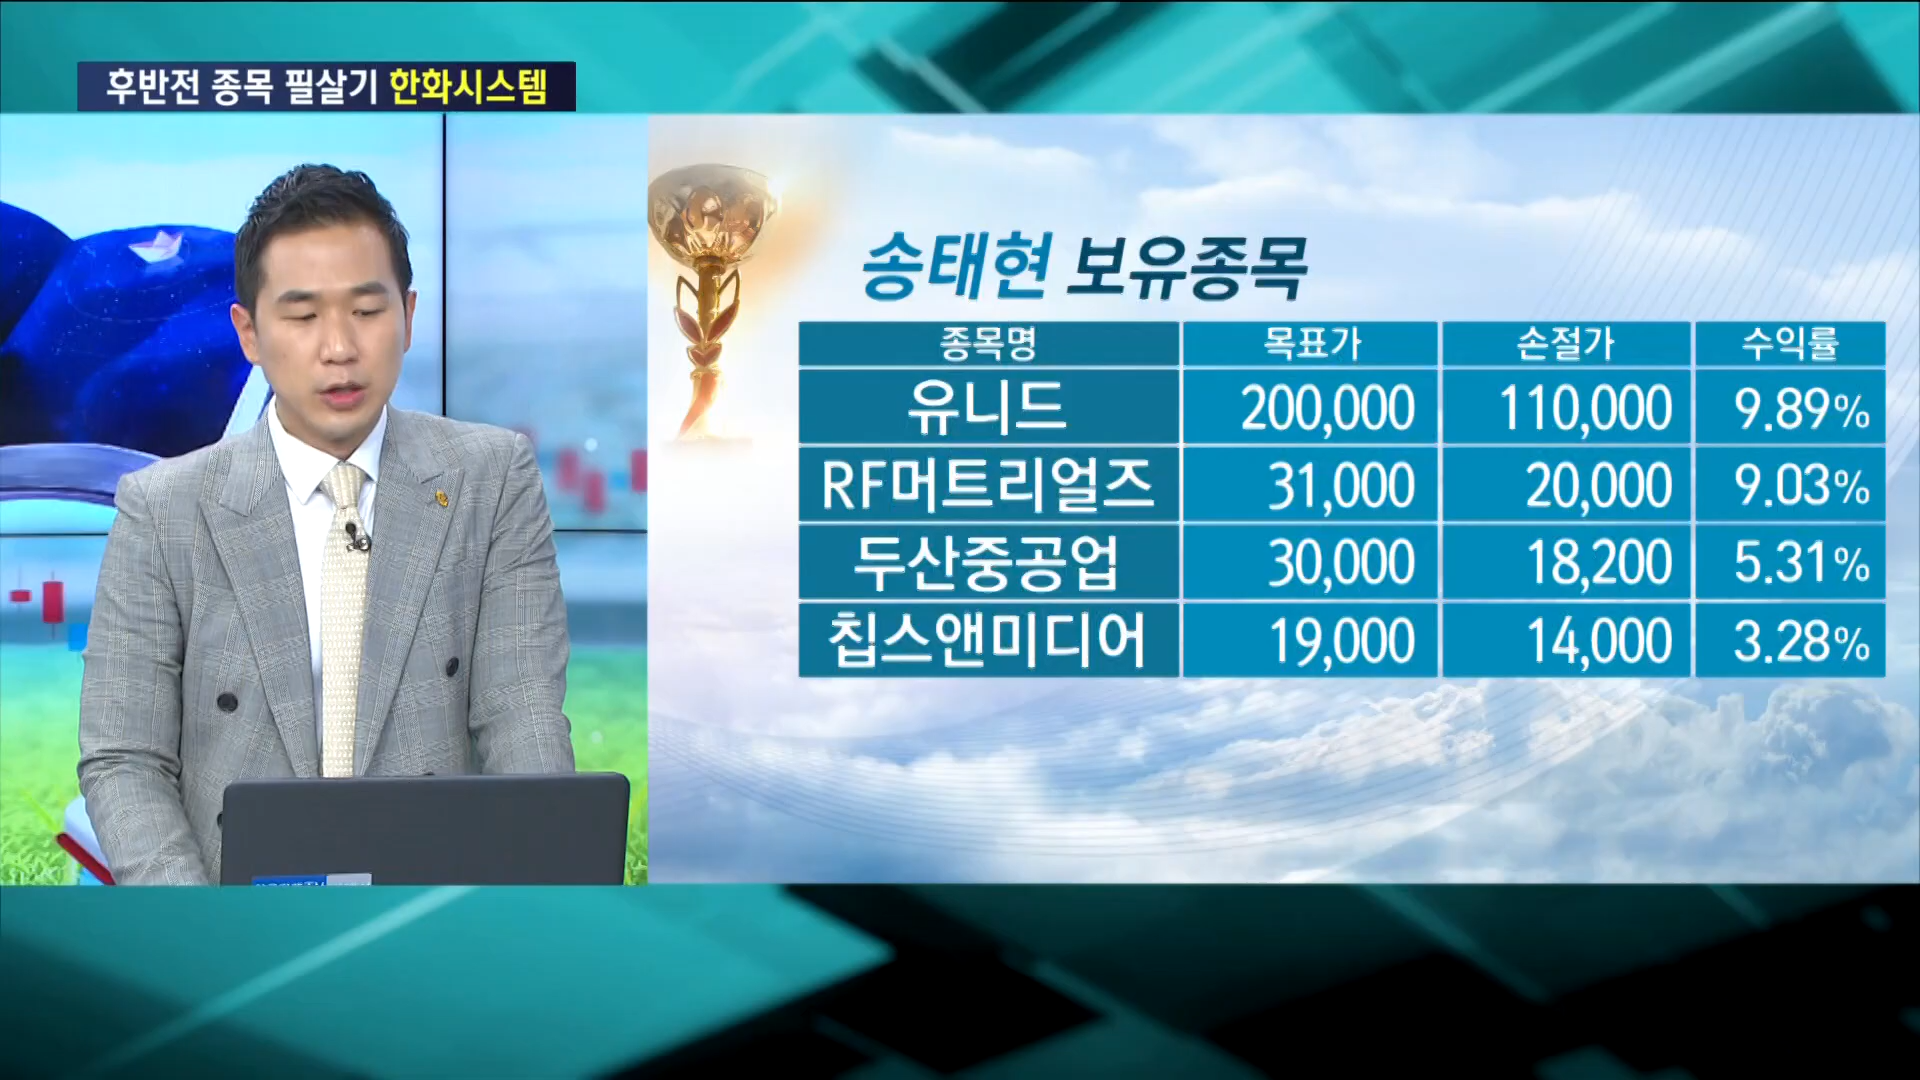 후반전 종목 필살기 한화시스템
송태현 보유종목
종목명 목표가 손절가 수익률
유니드 200,000 110,000 9.89%
RF머트리얼즈 31,000 20,000 9.03%
두산중공업 30,000 18,200 5.31%
칩스앤미디어 19,000 14,000 3.28%